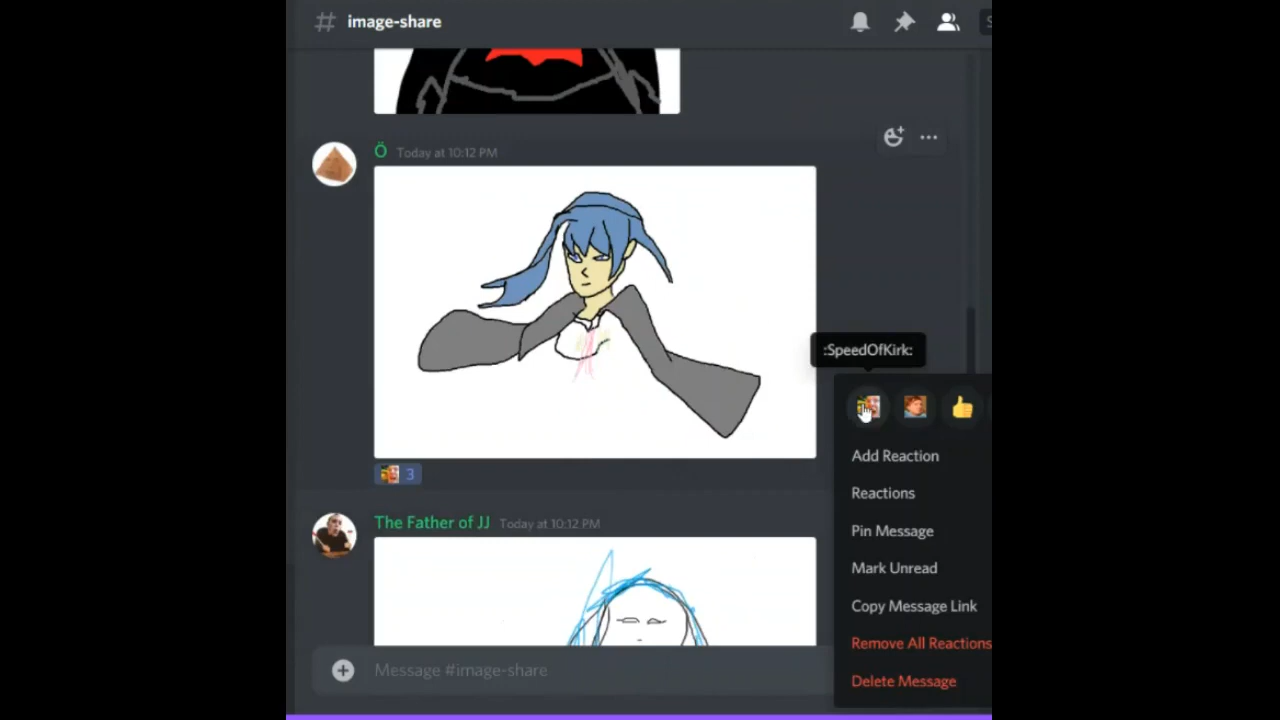 # image-share
Ö Today at 10:12 PM
:SpeedOfKirk:
3
Add Reaction
Reactions
The Father of JJ Today at 10:12 PM
Pin Message
Mark Unread
Copy Message Link
Remove All Reactions
Message #image-share
Delete Message